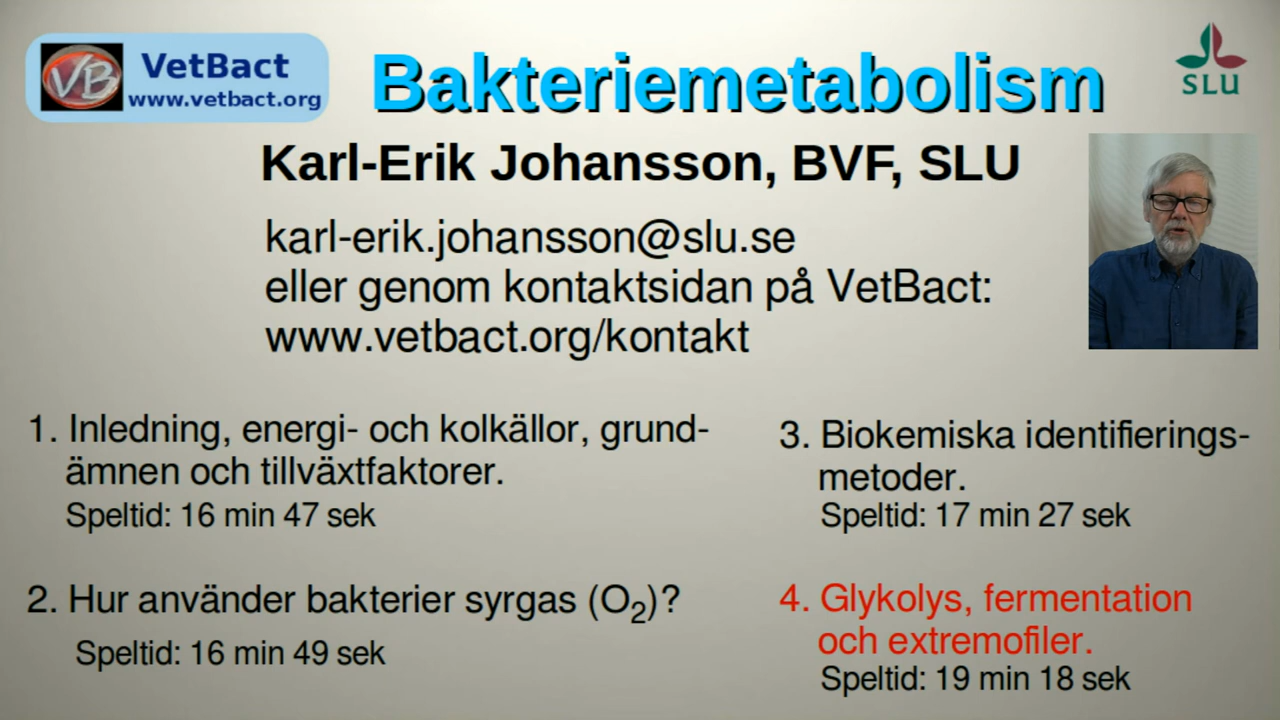 VB VetBact
www.vetbact.org
Bakteriemetabolism
SLU
Karl-Erik Johansson, BVF, SLU
karl-erik.johansson@slu.se
eller genom kontaktsidan på VetBact:
www.vetbact.org/kontakt
1. Inledning, energi- och kolkällor, grund-
ämnen och tillväxtfaktorer.
Speltid: 16 min 47 sek
2. Hur använder bakterier syrgas (O₂)?
Speltid: 16 min 49 sek
3. Biokemiska identifierings-
metoder.
Speltid: 17 min 27 sek
4. Glykolys, fermentation
och extremofiler.
Speltid: 19 min 18 sek